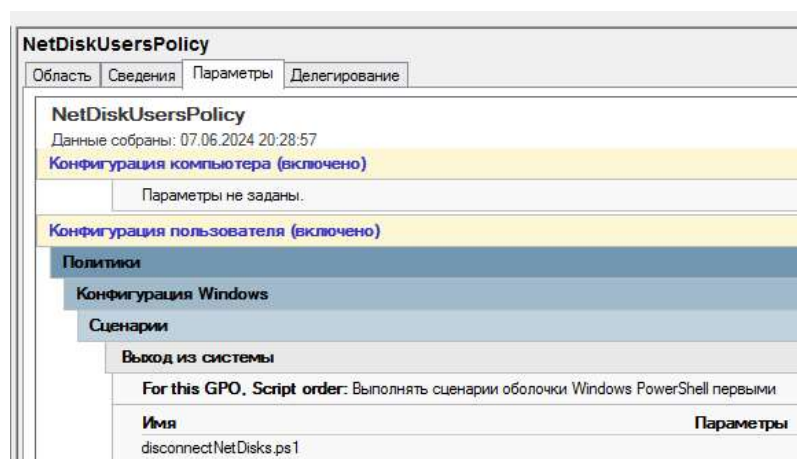 NetDiskUsersPolicy
Область Сведения Параметры Делегирование
NetDiskUsersPolicy
Данные собраны: 07.06.2024 20:28:57
Конфигурация компьютера (включено)
Параметры не заданы.
Конфигурация пользователя (включено)
Политики
Конфигурация Windows
Сценарии
Выход из системы
For this GPO, Script order: Выполнять сценарии оболочки Windows PowerShell первыми
Имя Параметры
disconnectNetDisks.ps1